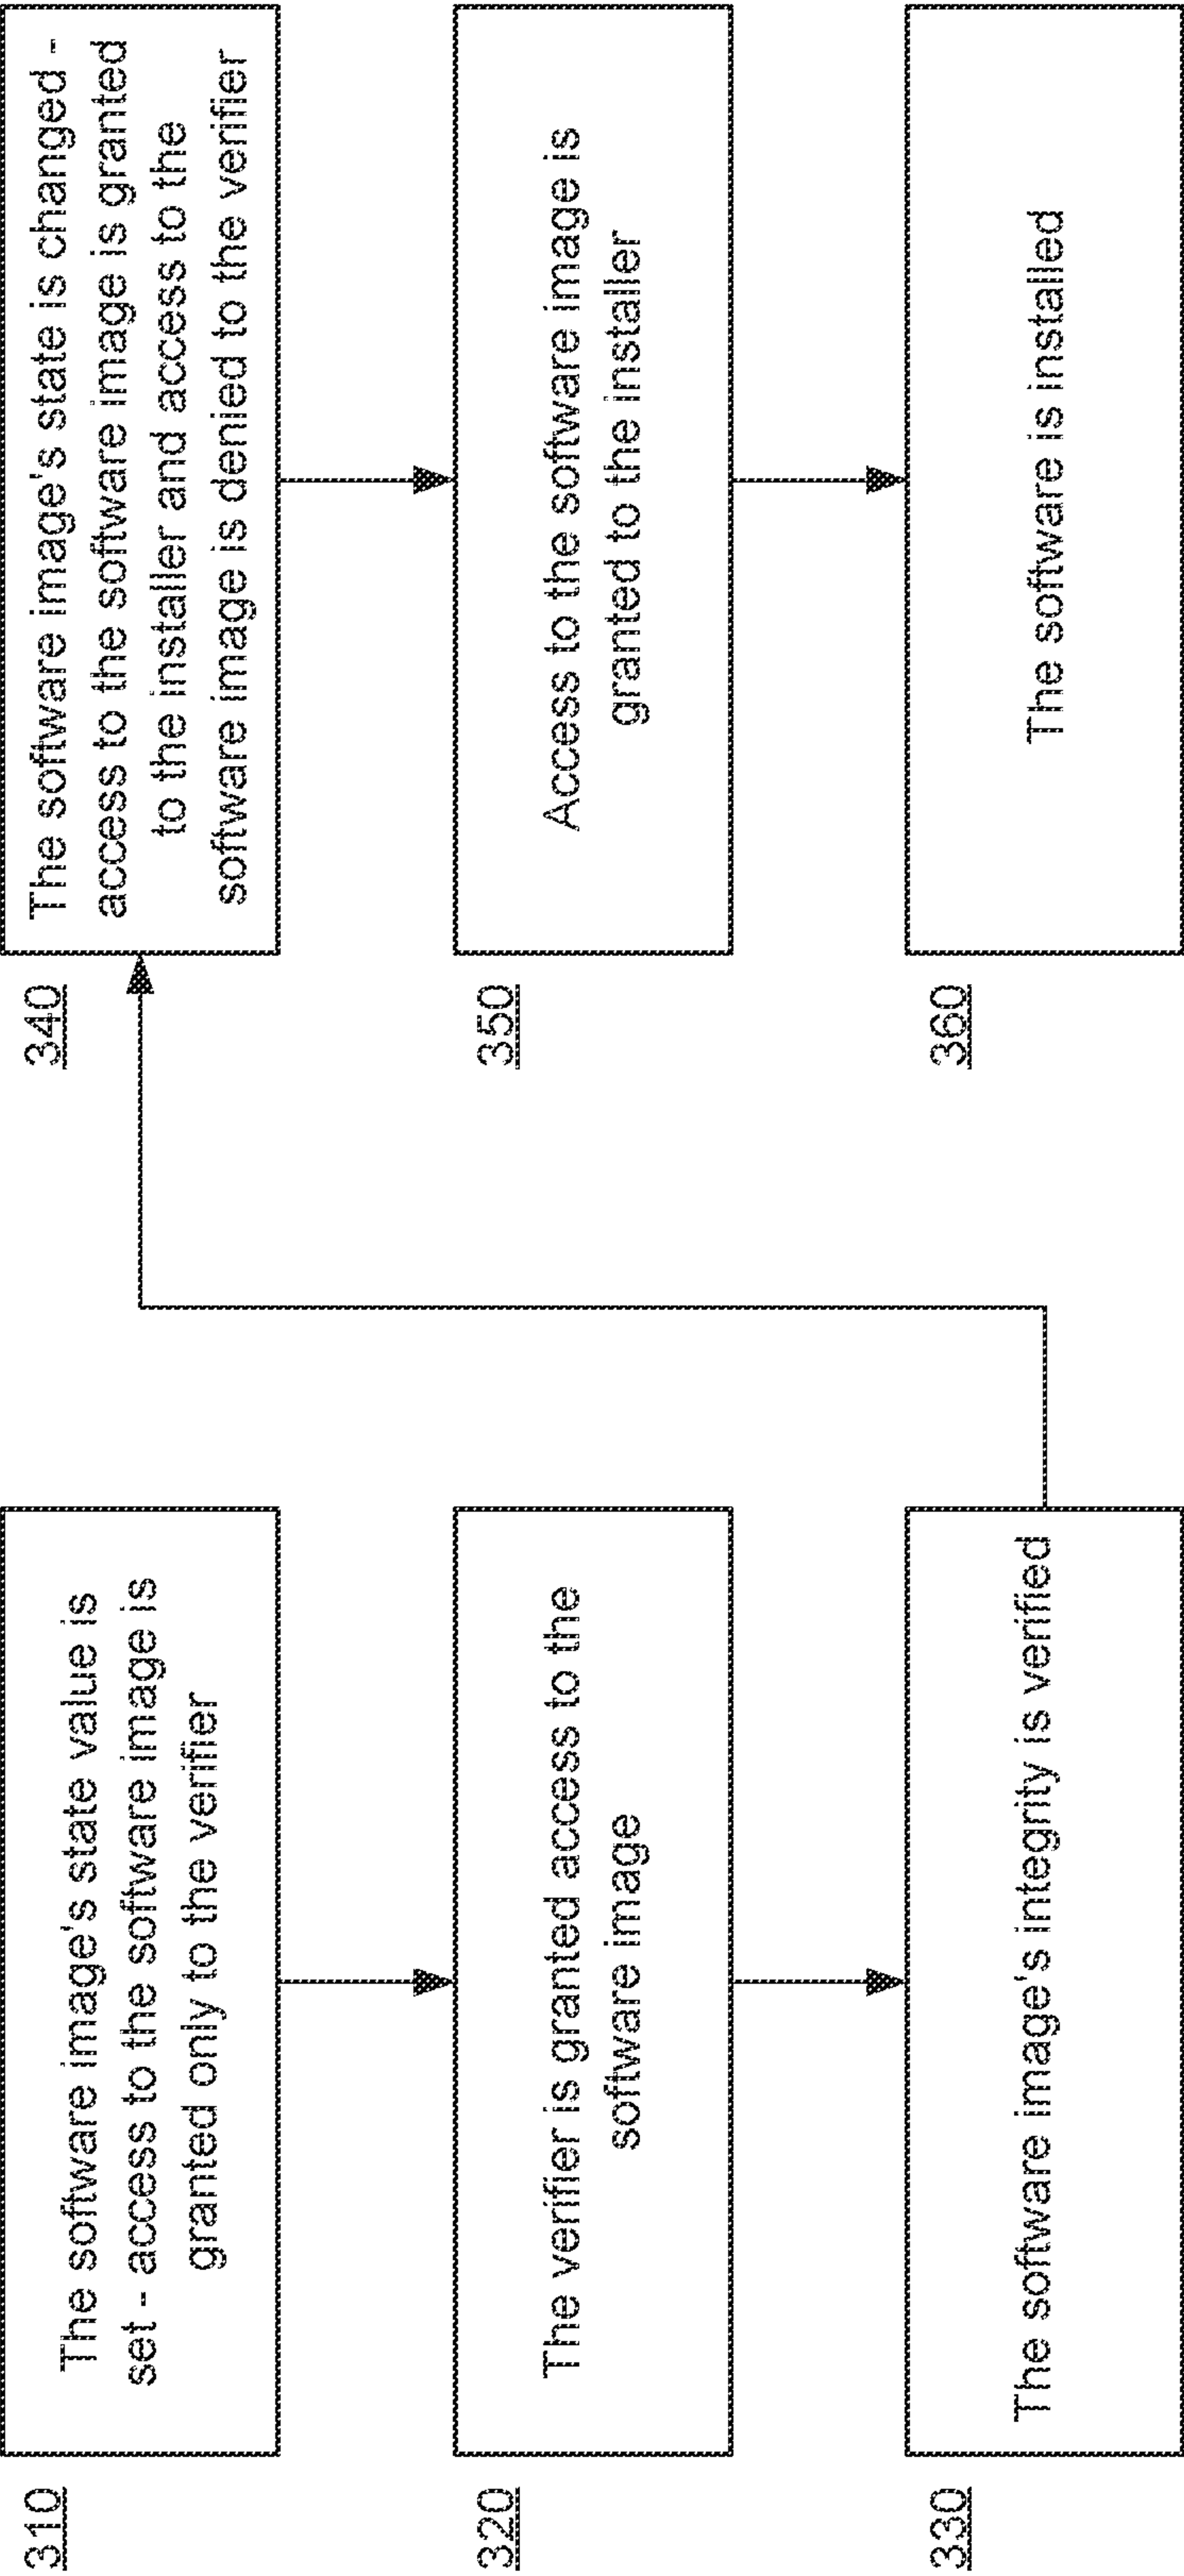 310
The software image's state value is
set - access to the software image is
granted only to the verifier
320
The verifier is granted access to the
software image
330
The software image's integrity is verified
340
The software image's state is changed -
access to the software image is granted
to the installer and access to the
software image is denied to the verifier
350
Access to the software image is
granted to the installer
360
The software is installed